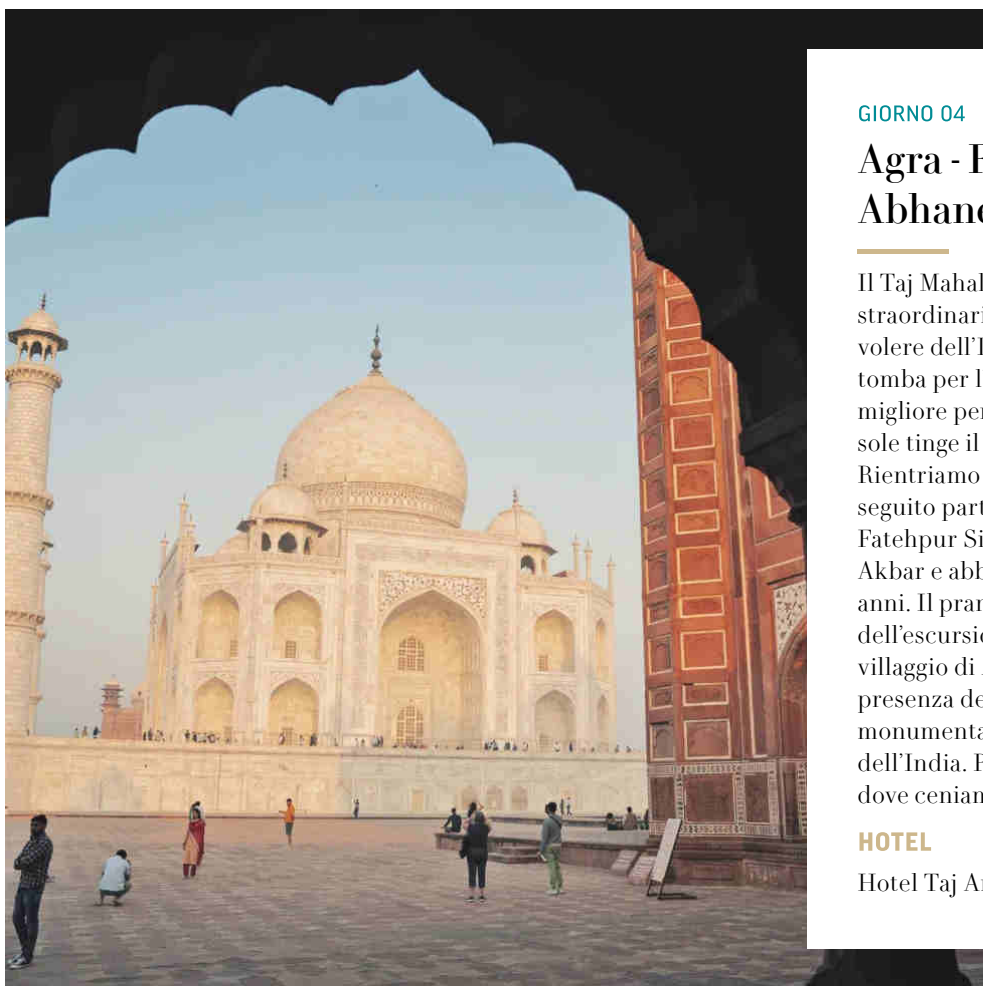 GIORNO 04
Agra -
Abhane
Il Taj Mahal
straordinari
volere dell'I
tomba per l
migliore per
sole tinge il
Rientriamo
seguito part
Fatehpur Si
Akbar e abb
anni. Il pran
dell'escursio
villaggio di
presenza de
monumenta
dell'India. P
dove ceniam
HOTEL
Hotel Taj Am